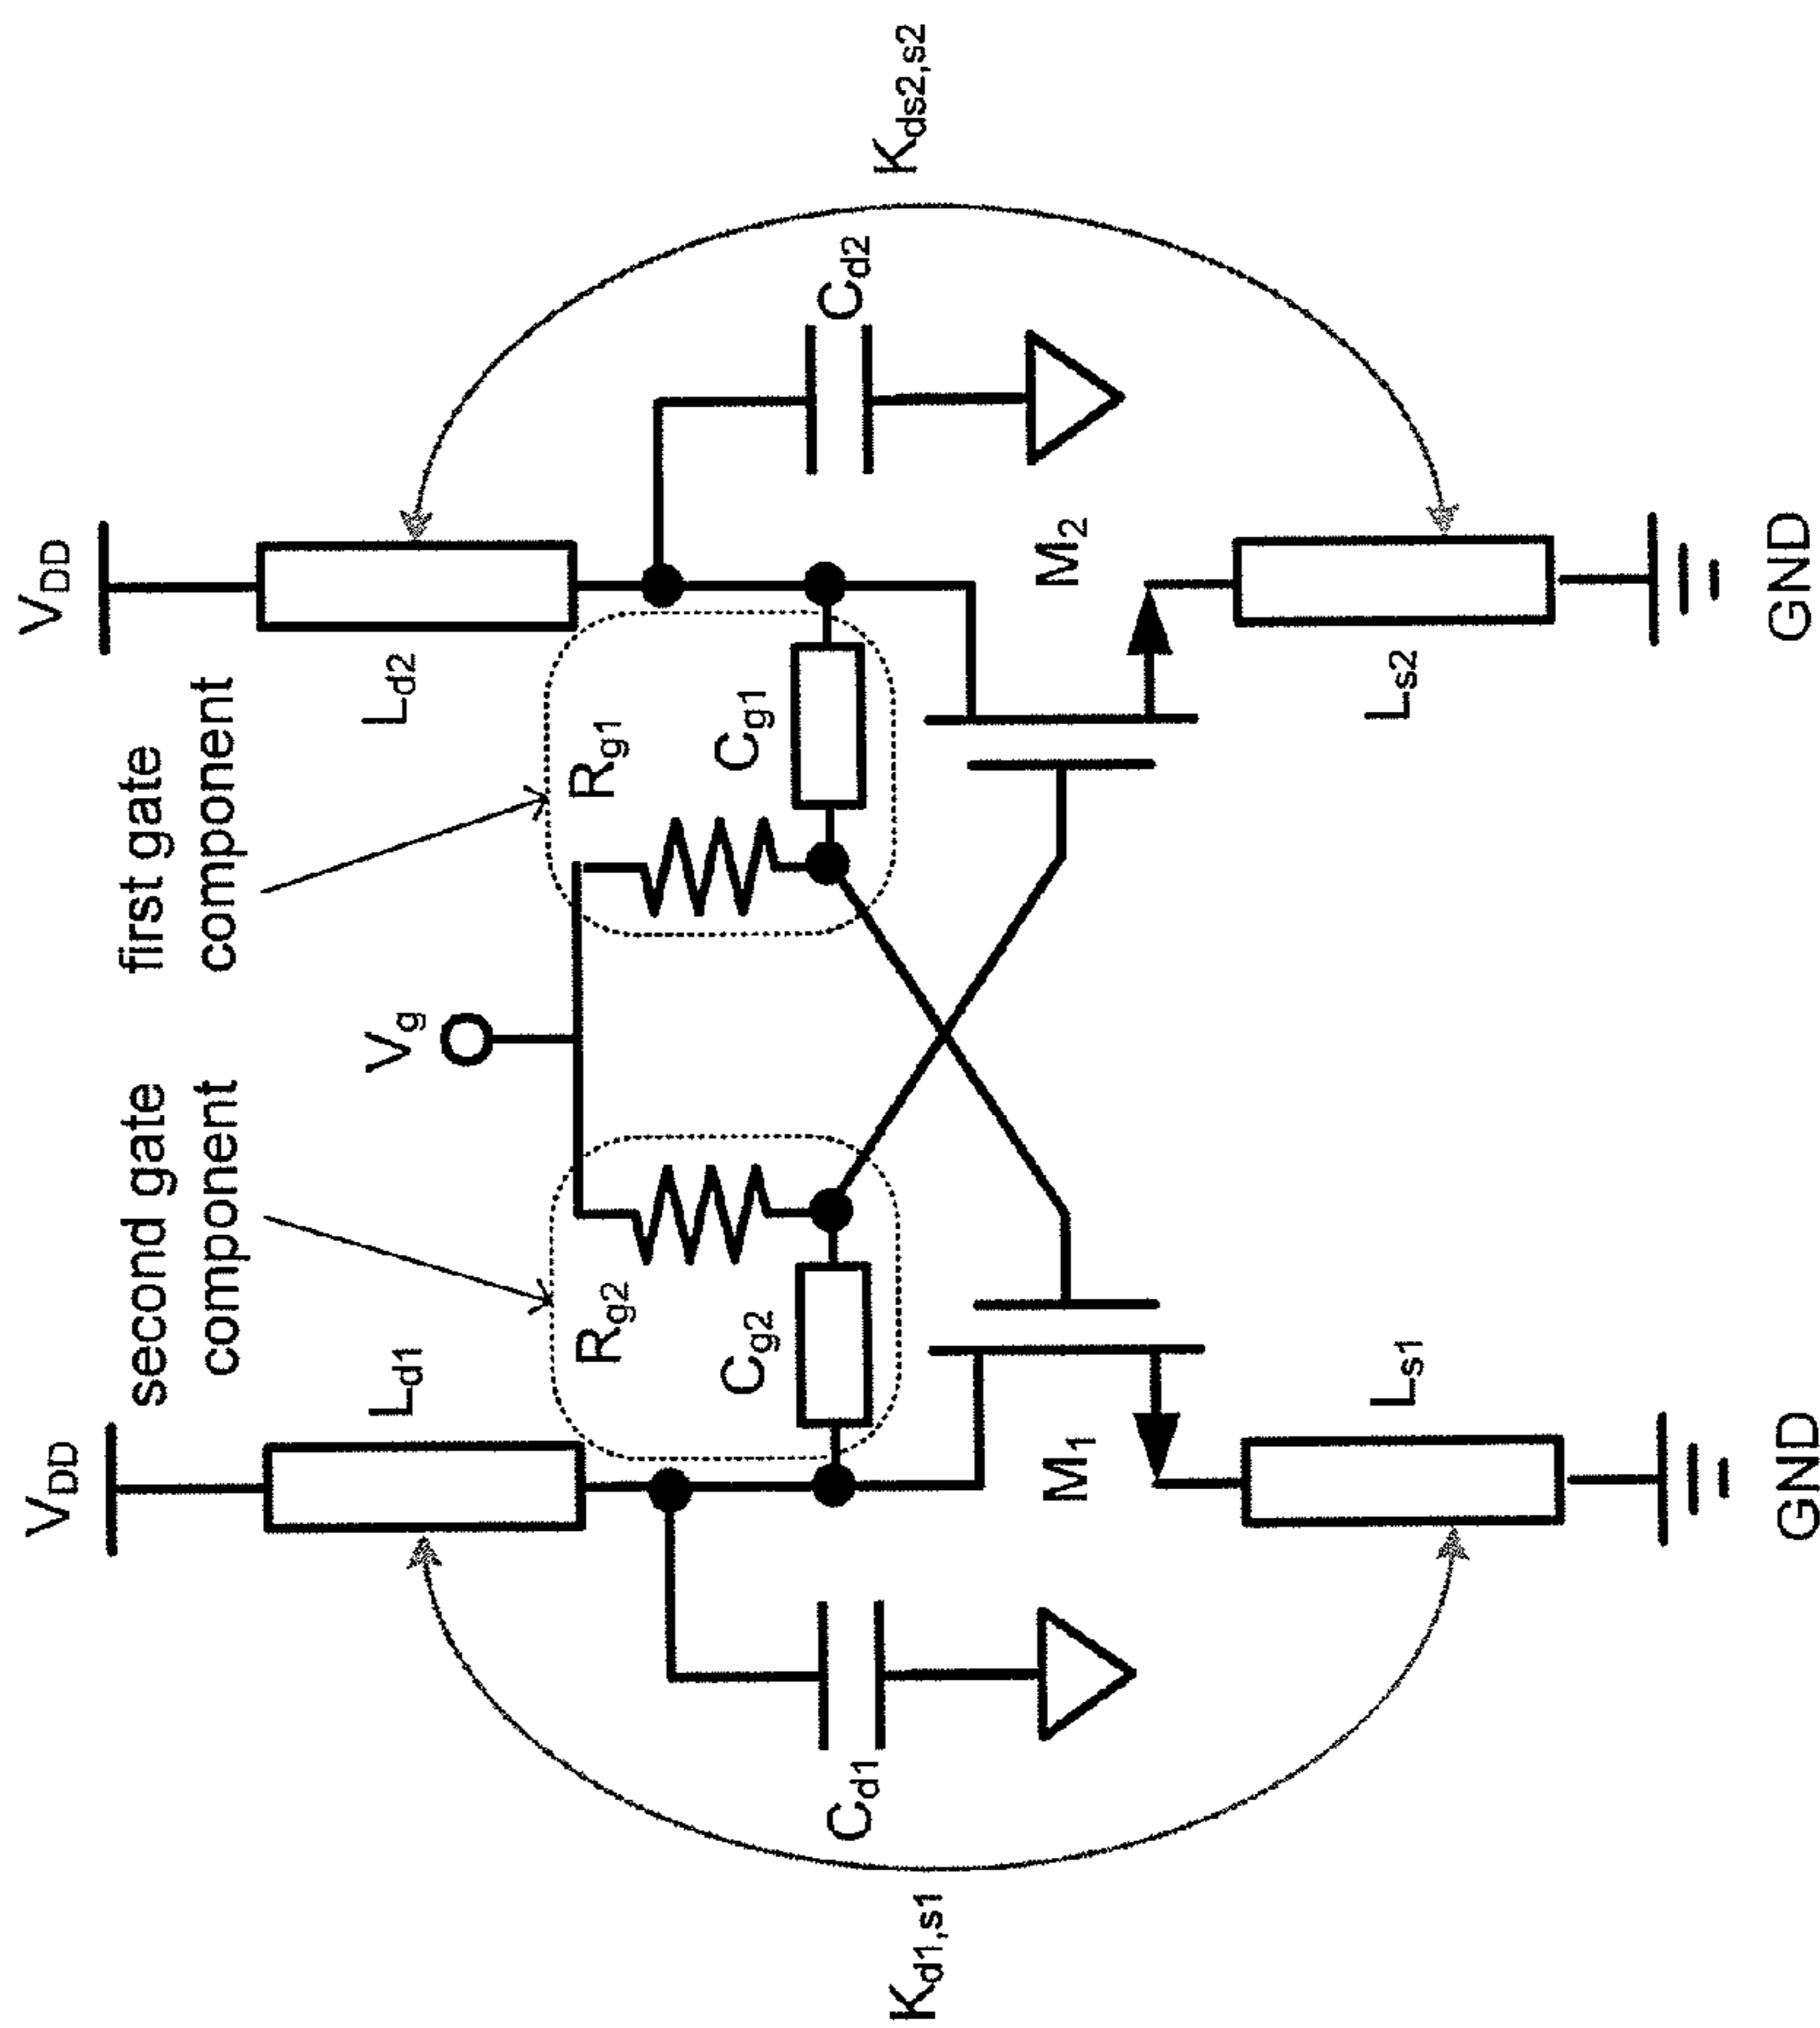 V_DD
V_DD
second gate
component
first gate
component
V_g
L_d1
L_d2
R_g2
R_g1
C_g2
C_g1
C_d1
C_d2
K_d1,s1
K_ds2,s2
M_1
M_2
L_s1
L_s2
GND
GND